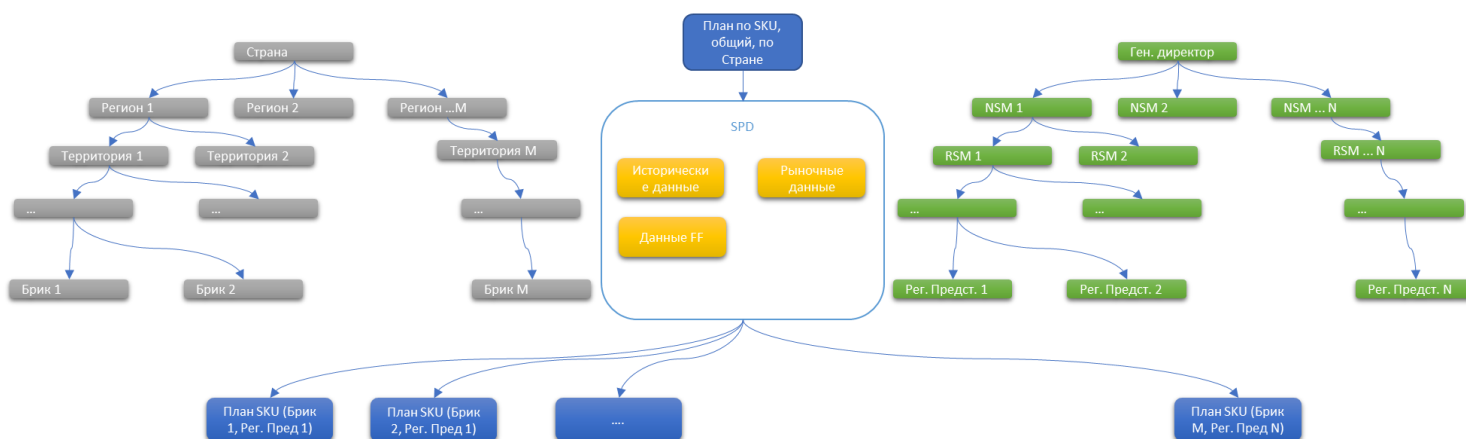 План по SKU,
общий, по
Стране
Страна
Ген. директор
Регион 1
Регион 2
Регион ...М
NSM 1
NSM 2
NSM ... N
SPD
Территория 1
Территория 2
Территория М
RSM 1
RSM 2
RSM ... N
Исторически
е данные
Рыночные
данные
...
...
...
...
...
...
Данные FF
Брик 1
Брик 2
Брик М
Рег. Предст. 1
Рег. Предст. 2
Рег. Предст. N
План SKU (Брик
1, Рег. Пред 1)
План SKU (Брик
2, Рег. Пред 1)
....
План SKU (Брик
М, Рег. Пред N)